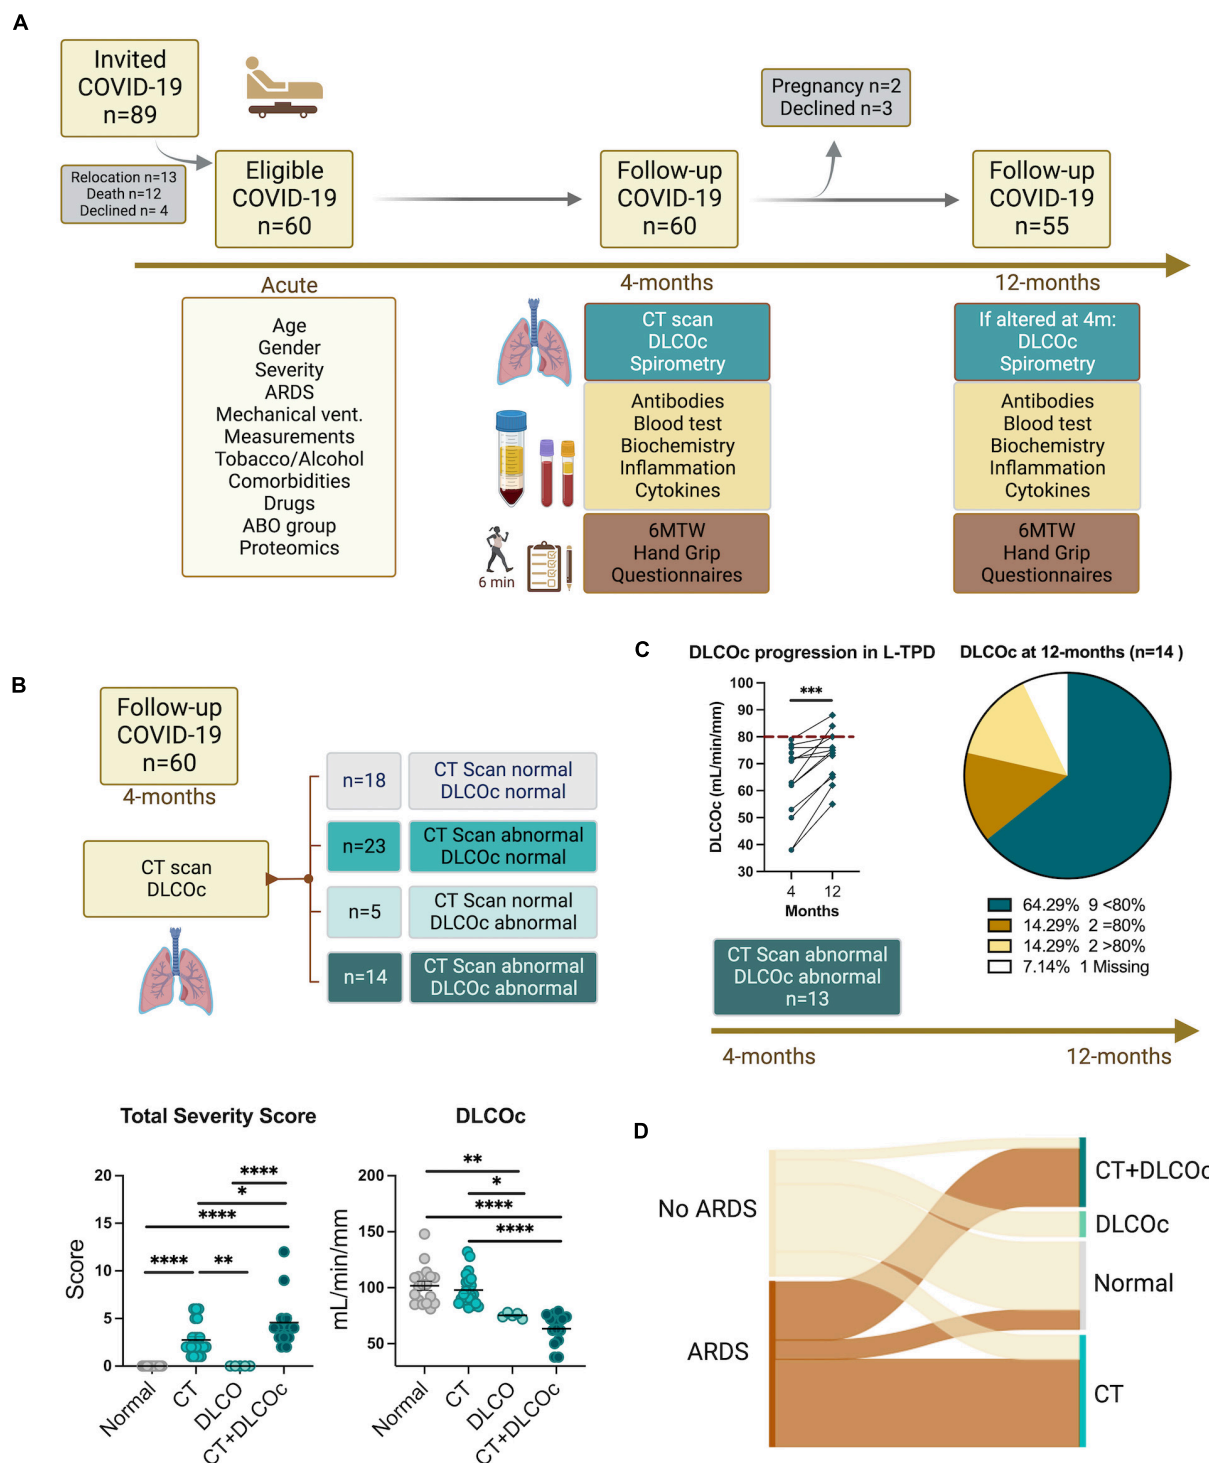 A
Invited
COVID-19
n=89
Relocation n=13
Death n=12
Declined n= 4
Eligible
COVID-19
n=60
Follow-up
COVID-19
n=60
Pregnancy n=2
Declined n=3
Follow-up
COVID-19
n=55
Acute
4-months
12-months
Age
Gender
Severity
ARDS
Mechanical vent.
Measurements
Tobacco/Alcohol
Comorbidities
Drugs
ABO group
Proteomics
CT scan
DLCOc
Spirometry
Antibodies
Blood test
Biochemistry
Inflammation
Cytokines
6 min
6MTW
Hand Grip
Questionnaires
If altered at 4m:
DLCOc
Spirometry
Antibodies
Blood test
Biochemistry
Inflammation
Cytokines
6MTW
Hand Grip
Questionnaires
B
Follow-up
COVID-19
n=60
4-months
CT scan
DLCOc
n=18
CT Scan normal
DLCOc normal
n=23
CT Scan abnormal
DLCOc normal
n=5
CT Scan normal
DLCOc abnormal
n=14
CT Scan abnormal
DLCOc abnormal
Total Severity Score
Score
20
15
10
5
0
****
*
****
****
**
Normal
CT
DLCO
CT+DLCOc
DLCOc
mL/min/mm
200
150
100
50
**
*
****
****
Normal
CT
DLCO
CT+DLCOc
C
DLCOc progression in L-TPD
DLCOc (mL/min/mm)
100
90
80
70
60
50
40
30
***
4
12
Months
DLCOc at 12-months (n=14 )
64.29% 9 <80%
14.29% 2 =80%
14.29% 2 >80%
7.14% 1 Missing
CT Scan abnormal
DLCOc abnormal
n=13
4-months
12-months
D
No ARDS
ARDS
CT+DLCOc
DLCOc
Normal
CT